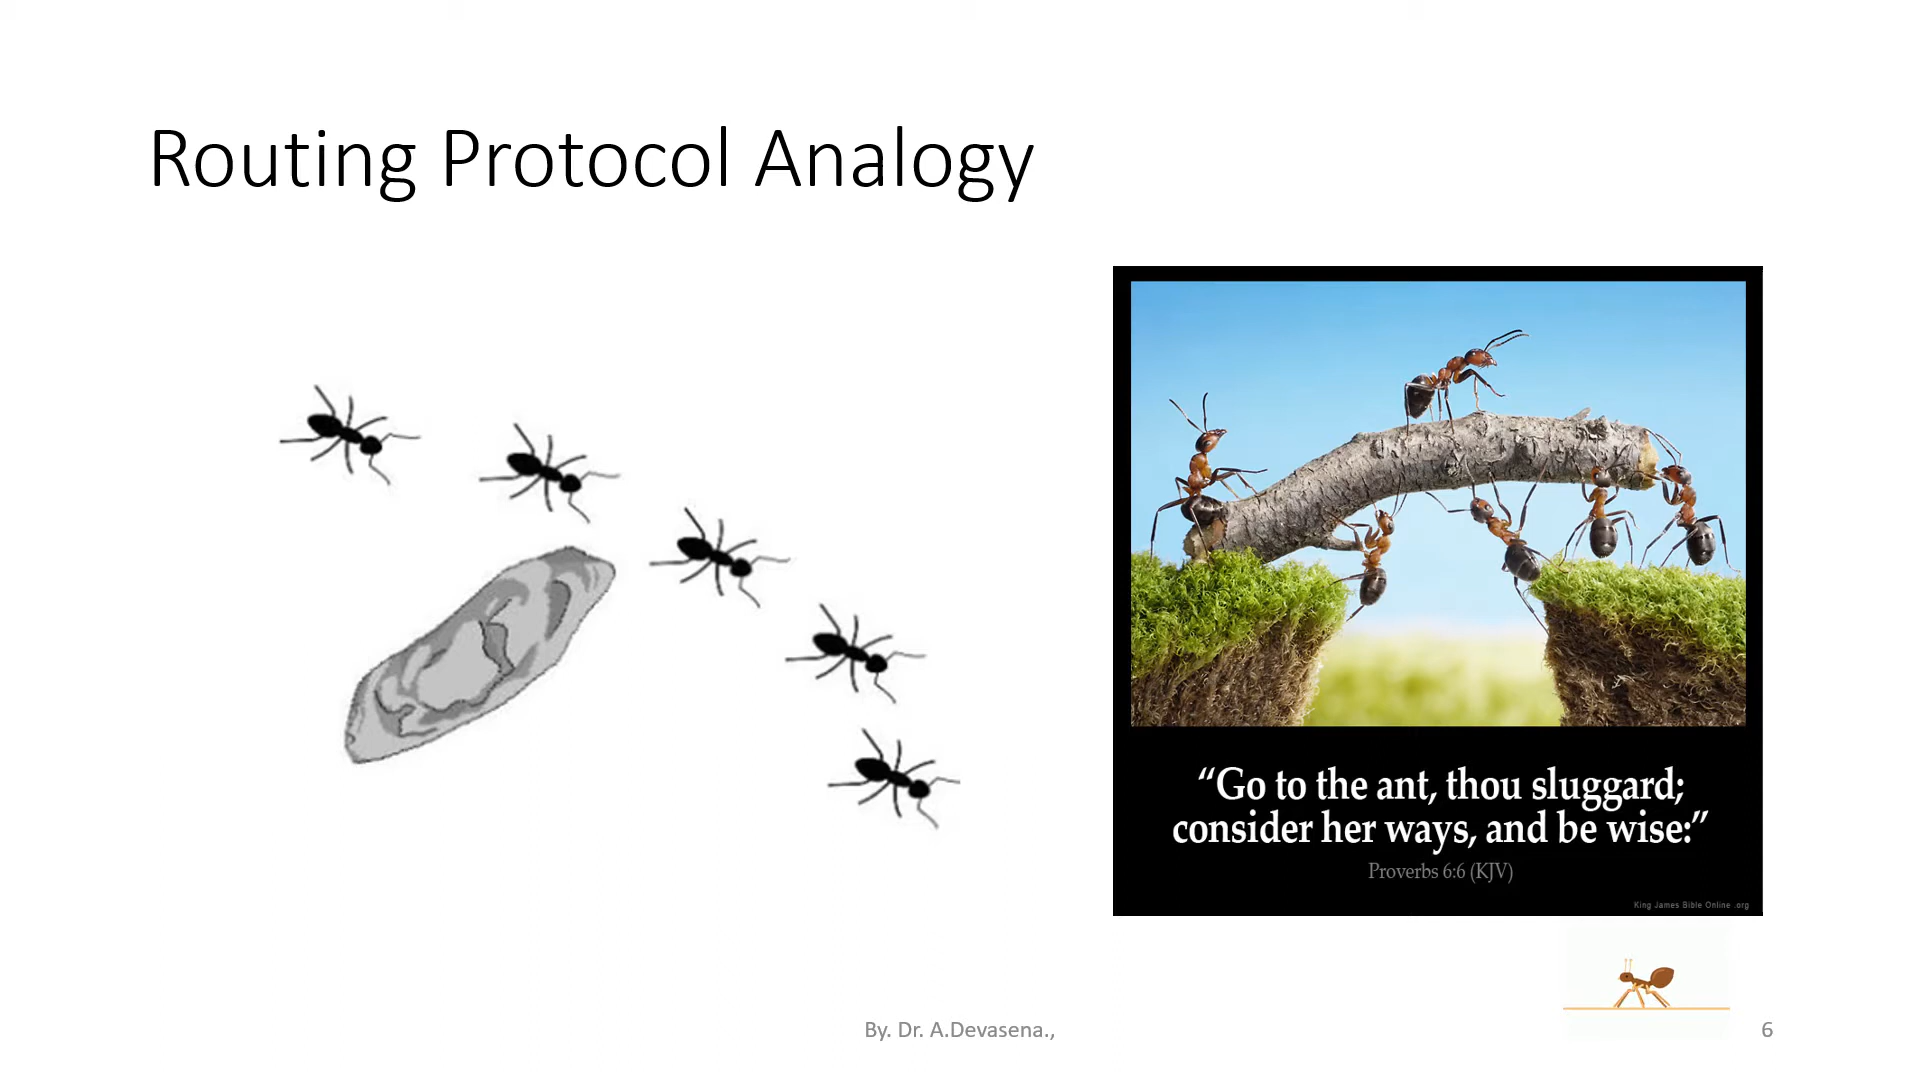 Routing Protocol Analogy
“Go to the ant, thou sluggard;
consider her ways, and be wise:”
Proverbs 6:6 (KJV)
King James Bible Online .org
By. Dr. A.Devasena.,
6